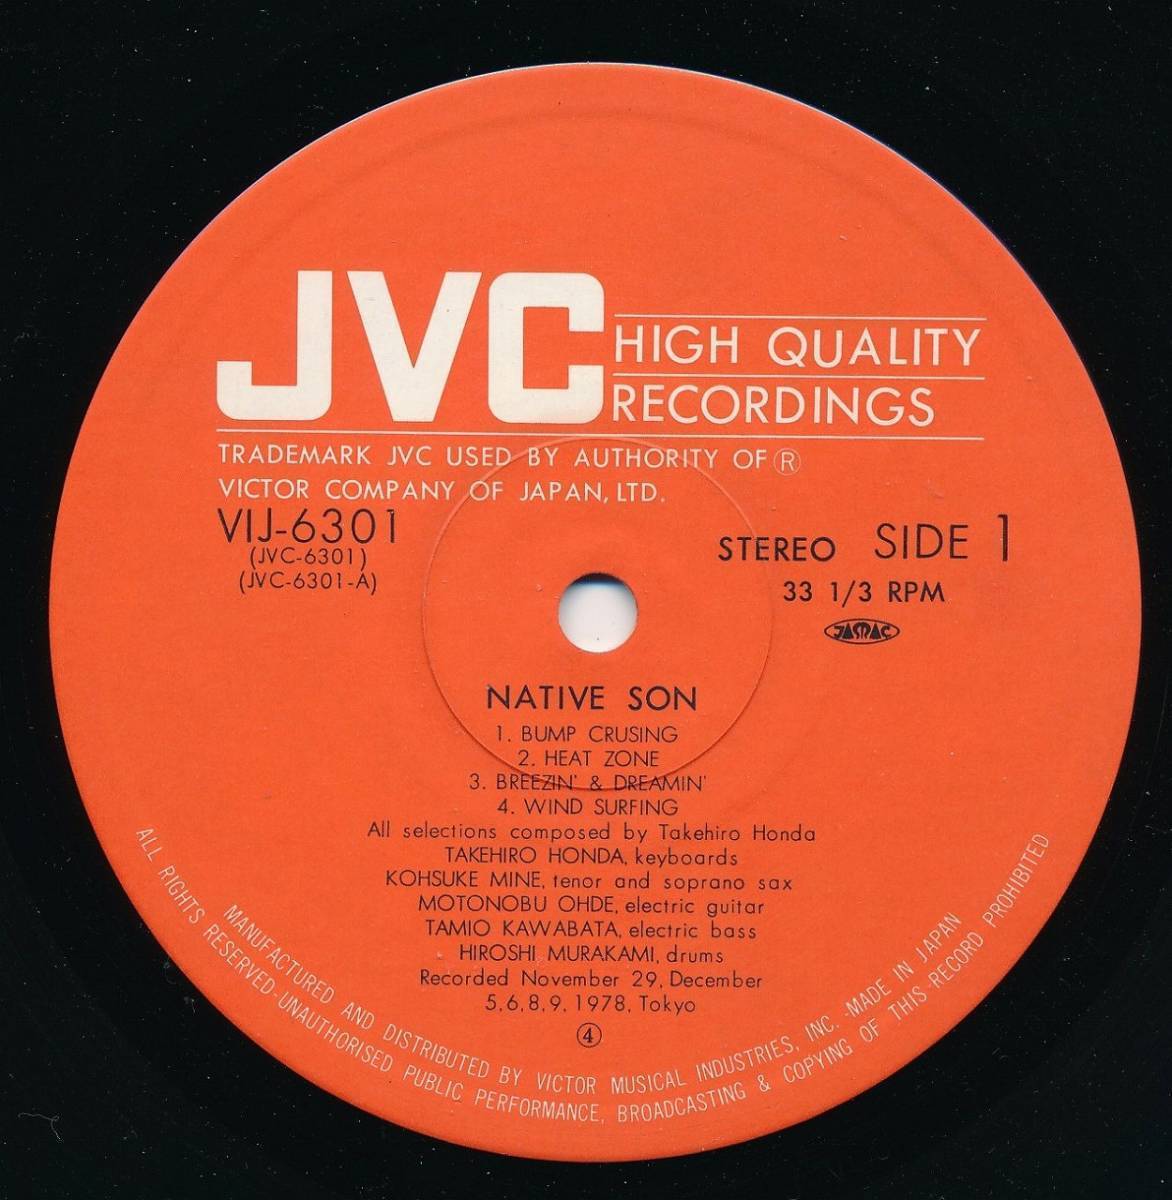 JVC
HIGH QUALITY
RECORDINGS
TRADEMARK JVC USED BY AUTHORITY OF Ⓡ
VICTOR COMPANY OF JAPAN, LTD.
VIJ-6301
(JVC-6301)
(JVC-6301-A)
STEREO SIDE 1
33 1/3 RPM
JASRAC
NATIVE SON
1. BUMP CRUSING
2. HEAT ZONE
3. BREEZIN' & DREAMIN'
4. WIND SURFING
All selections composed by Takehiro Honda
TAKEHIRO HONDA, keyboards
KOHSUKE MINE, tenor and soprano sax
MOTONOBU OHDE, electric guitar
TAMIO KAWABATA, electric bass
HIROSHI MURAKAMI, drums
Recorded November 29, December
5,6,8,9, 1978, Tokyo
④
MANUFACTURED AND DISTRIBUTED BY VICTOR MUSICAL INDUSTRIES, INC. -MADE IN JAPAN
ALL RIGHTS RESERVED-UNAUTHORISED PUBLIC PERFORMANCE, BROADCASTING & COPYING OF THIS RECORD PROHIBITED